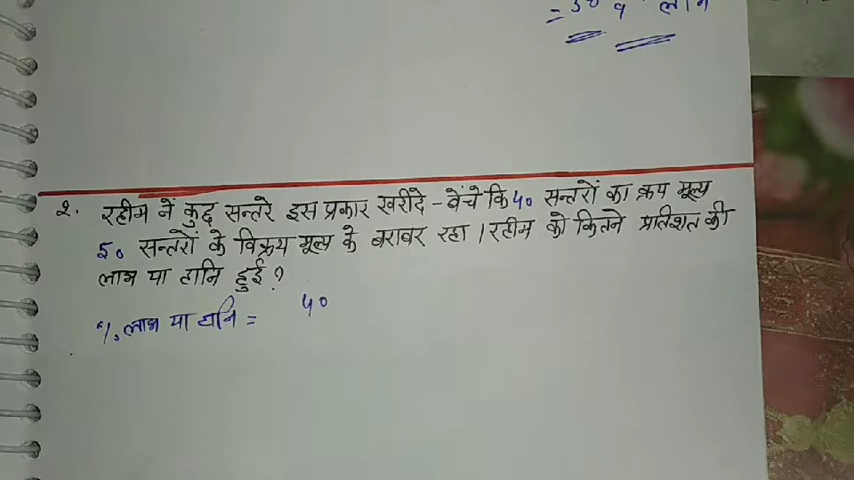 = लाभ
२. रहीम नें कुछ सन्तरे इस प्रकार खरीदे - बेंचे कि 40 सन्तरों का क्रय मूल्य
50 सन्तरों के विक्रय मूल्य के बराबर रहा । रहीम को कितने प्रतिशत की
लाभ या हानि हुई ?
% लाभ या हानि = 40